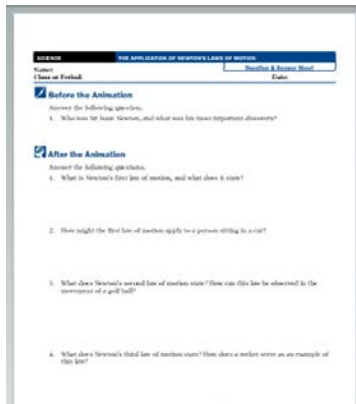 SCIENCE THE APPLICATION OF NEWTON'S LAWS OF MOTION
Name: Question & Answer Sheet
Class or Period: Date:
Before the Animation
Answer the following question.
1. Who was Sir Isaac Newton, and what was his most important discovery?
After the Animation
Answer the following questions.
1. What is Newton's first law of motion, and what does it state?
2. How might the first law of motion apply to a person sitting in a car?
3. What does Newton's second law of motion state? How can this law be observed in the
movement of a golf ball?
4. What does Newton's third law of motion state? How does a rocket serve as an example of
this law?